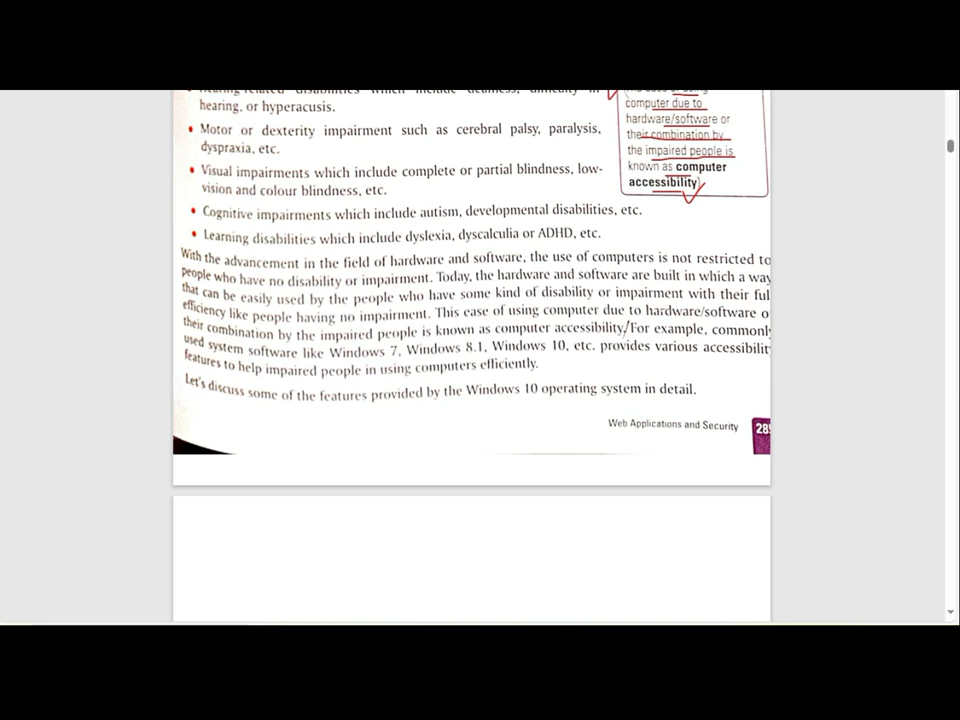 hearing, or hyperacusis.
• Motor or dexterity impairment such as cerebral palsy, paralysis,
dyspraxia, etc.
• Visual impairments which include complete or partial blindness, low-
vision and colour blindness, etc.
• Cognitive impairments which include autism, developmental disabilities, etc.
• Learning disabilities which include dyslexia, dyscalculia or ADHD, etc.
computer due to
hardware/software or
their combination by
the impaired people is
known as computer
accessibility
With the advancement in the field of hardware and software, the use of computers is not restricted to
people who have no disability or impairment. Today, the hardware and software are built in which a way
that can be easily used by the people who have some kind of disability or impairment with their ful
efficiency like people having no impairment. This ease of using computer due to hardware/software o
their combination by the impaired people is known as computer accessibility. For example, commonl
used system software like Windows 7, Windows 8.1, Windows 10, etc. provides various accessibilit
features to help impaired people in using computers efficiently.
Let's discuss some of the features provided by the Windows 10 operating system in detail.
Web Applications and Security